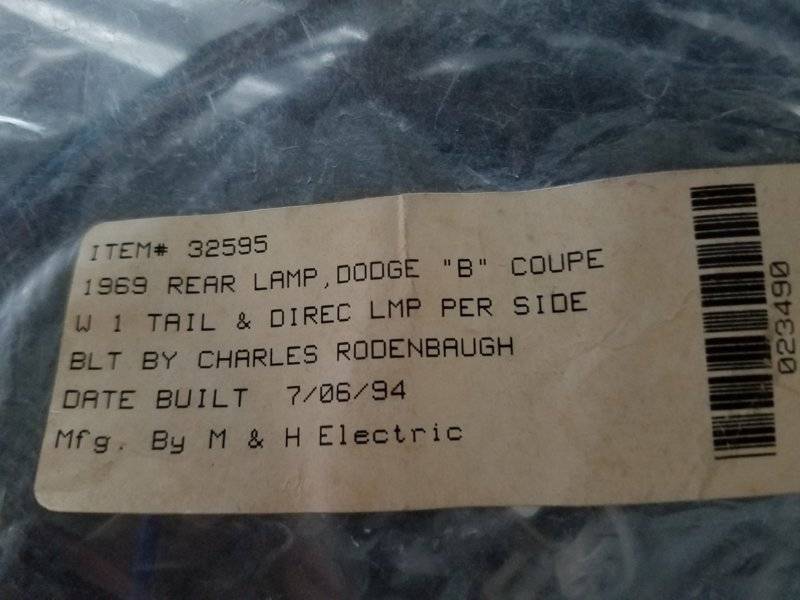 ITEM# 32595
1969 REAR LAMP,DODGE "B" COUPE
W 1 TAIL & DIREC LMP PER SIDE
BLT BY CHARLES RODENBAUGH
DATE BUILT 7/06/94
Mfg. By M & H Electric
023490